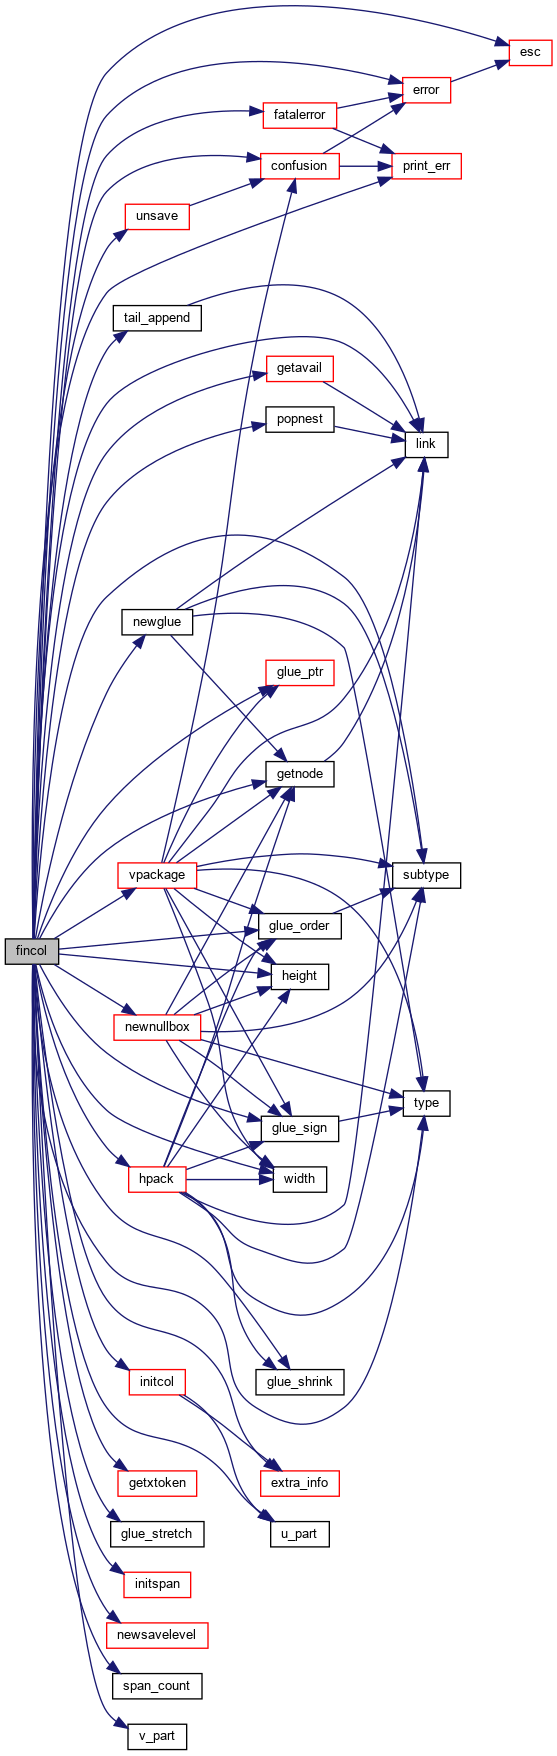 esc
error
fatalerror
confusion
print_err
unsave
tail_append
getavail
popnest
link
newglue
glue_ptr
getnode
vpackage
subtype
glue_order
fincol
height
newnullbox
type
glue_sign
hpack
width
initcol
glue_shrink
getxtoken
extra_info
glue_stretch
u_part
initspan
newsavelevel
span_count
v_part